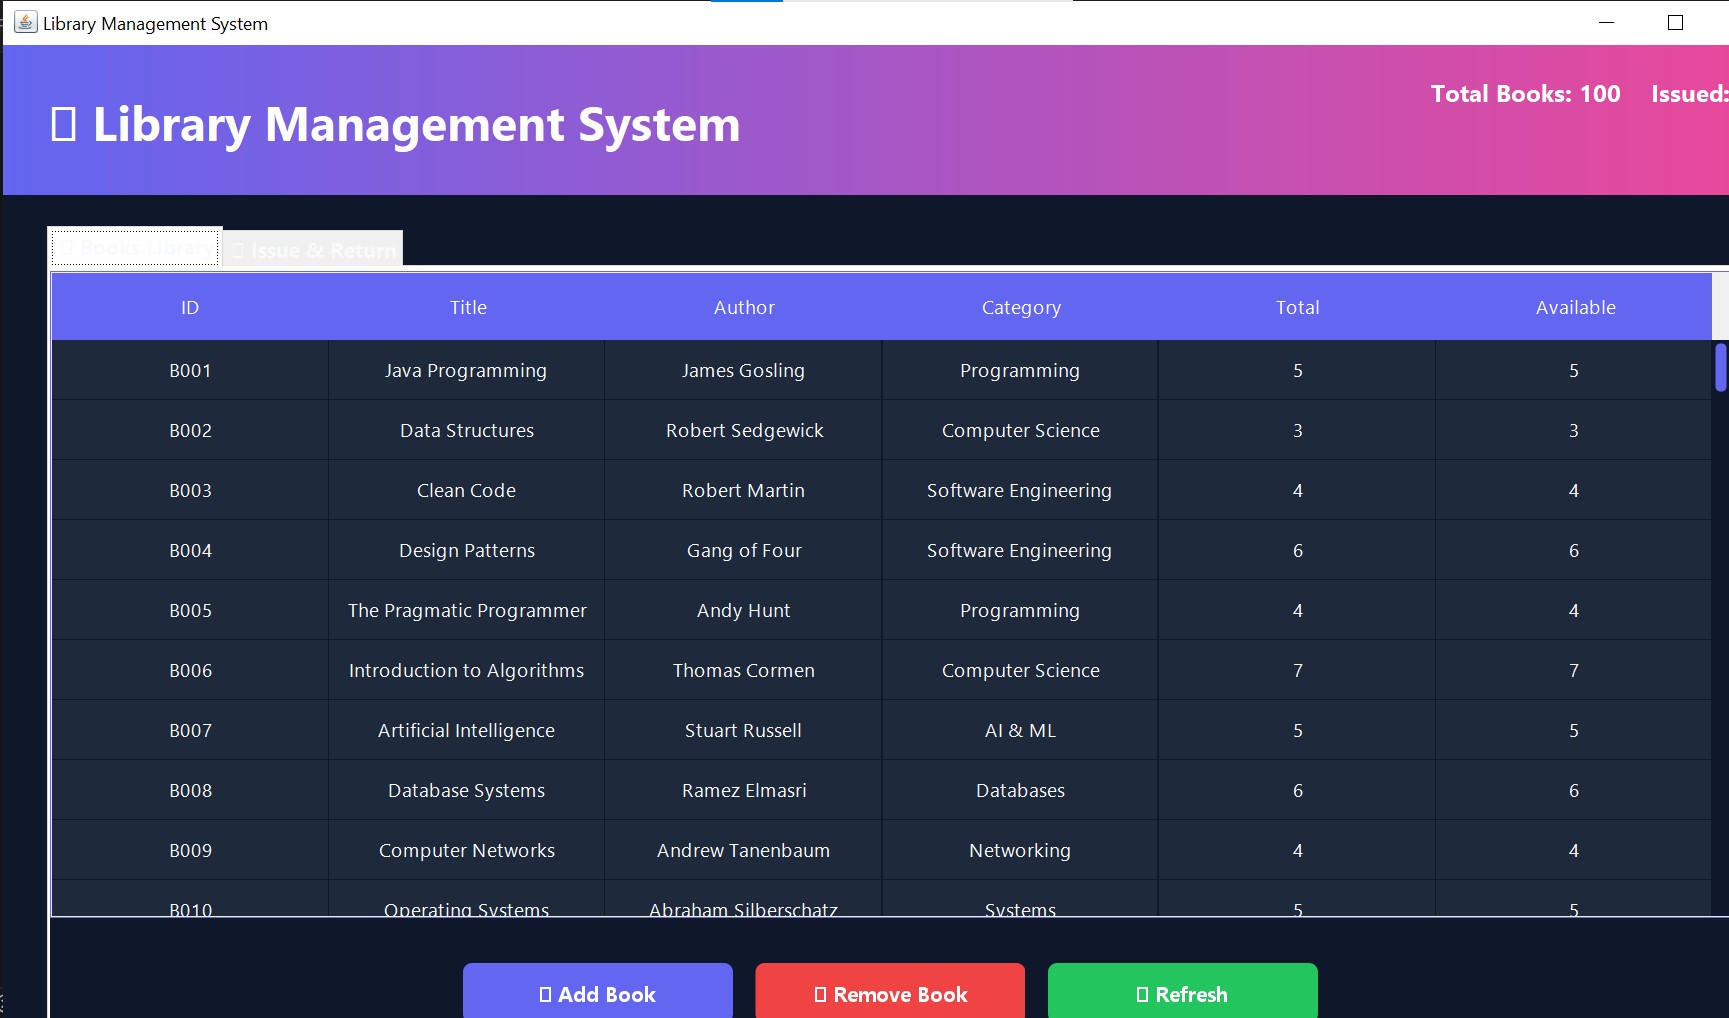 Library Management System
Library Management System
Total Books: 100 Issued:
Books Library Issue & Return
ID Title Author Category Total Available
B001 Java Programming James Gosling Programming 5 5
B002 Data Structures Robert Sedgewick Computer Science 3 3
B003 Clean Code Robert Martin Software Engineering 4 4
B004 Design Patterns Gang of Four Software Engineering 6 6
B005 The Pragmatic Programmer Andy Hunt Programming 4 4
B006 Introduction to Algorithms Thomas Cormen Computer Science 7 7
B007 Artificial Intelligence Stuart Russell AI & ML 5 5
B008 Database Systems Ramez Elmasri Databases 6 6
B009 Computer Networks Andrew Tanenbaum Networking 4 4
B010 Operating Systems Abraham Silberschatz Systems 5 5
Add Book Remove Book Refresh